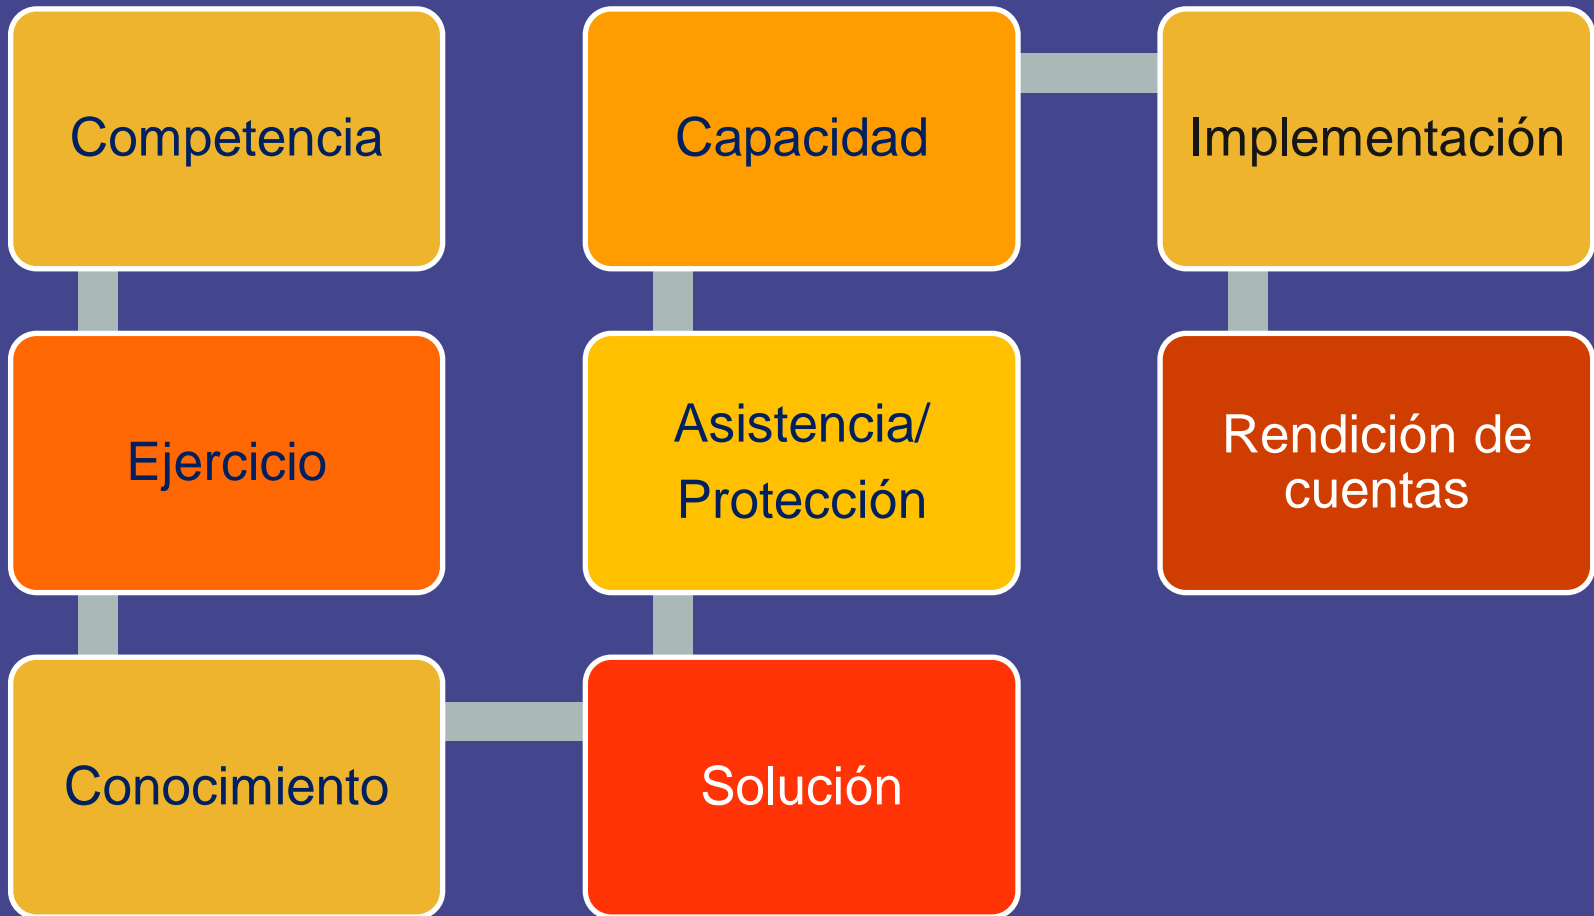 Competencia
Ejercicio
Conocimiento
Solución
Asistencia/
Protección
Capacidad
Implementación
Rendición de
cuentas